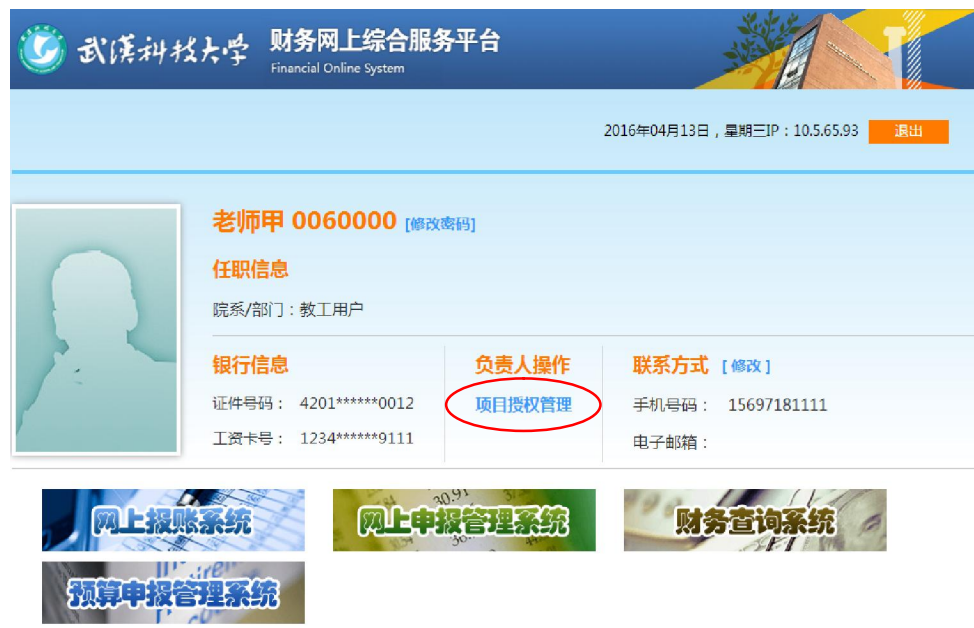 武漢科技大学 财务网上综合服务平台
Financial Online System
2016年04月13日，星期三IP：10.5.65.93 退出
老师甲 0060000 [修改密码]
任职信息
院系/部门：教工用户
银行信息 负责人操作 联系方式 [ 修改 ]
证件号码： 4201******0012 项目授权管理 手机号码： 15697181111
工资卡号： 1234******9111 电子邮箱：
网上报账系统 网上申报管理系统 财务查询系统
预算申报管理系统